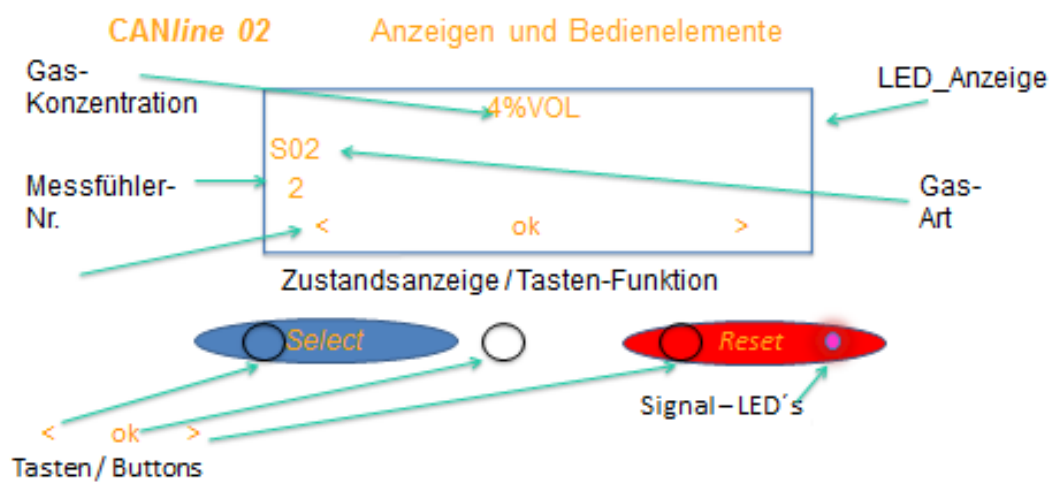 CANline 02 Anzeigen und Bedienelemente
Gas-
Konzentration
LED_Anzeige
4%VOL
S02
Messfühler-
Nr.
2
Gas-
Art
< ok >
Zustandsanzeige/Tasten-Funktion
Select
Reset
Signal–LED´s
< ok >
Tasten/ Buttons